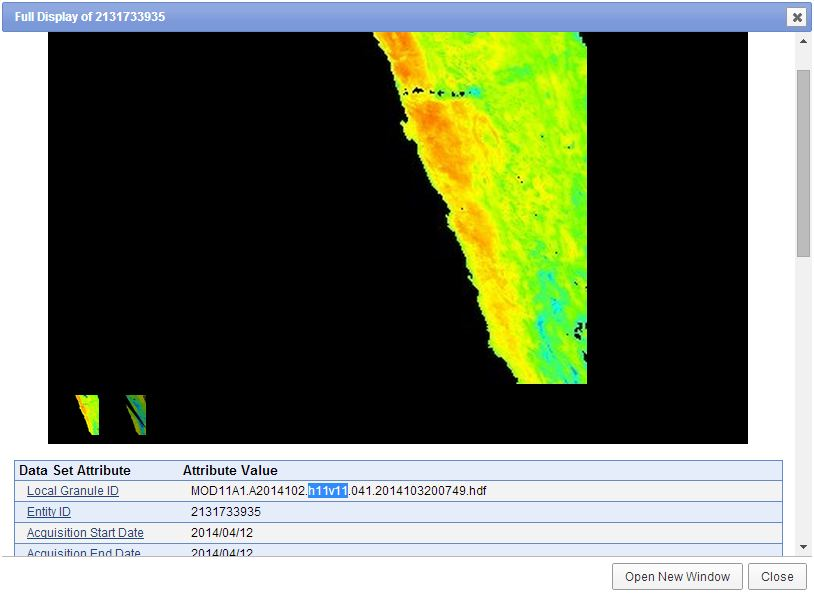 Full Display of 2131733935
Data Set Attribute Attribute Value
Local Granule ID MOD11A1.A2014102.h11v11.041.2014103200749.hdf
Entity ID 2131733935
Acquisition Start Date 2014/04/12
Acquisition End Date 2014/04/12
Open New Window Close